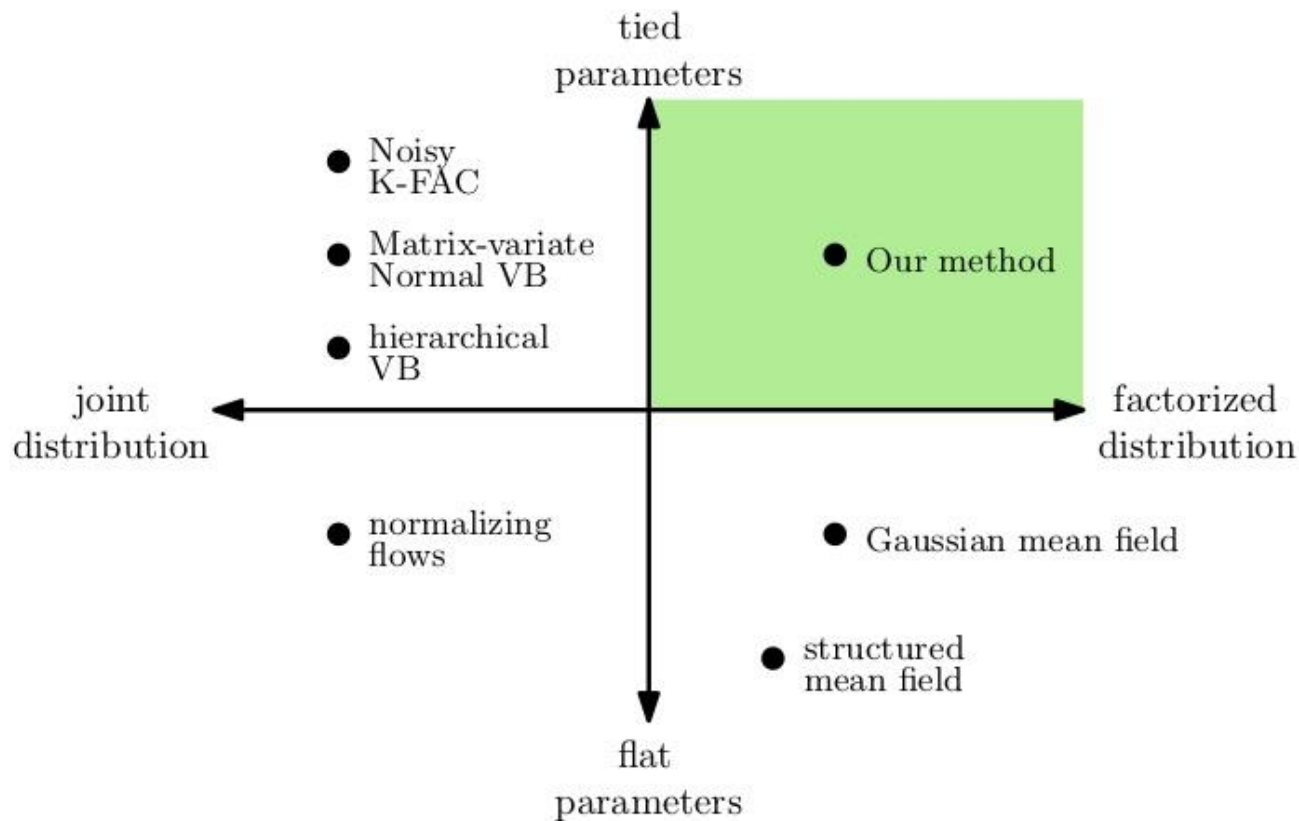 tied
parameters
Noisy
K-FAC
Matrix-variate
Normal VB
Our method
hierarchical
VB
joint
distribution
factorized
distribution
normalizing
flows
Gaussian mean field
structured
mean field
flat
parameters